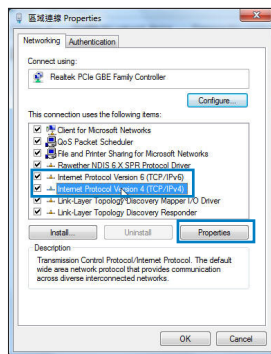 區域連線 Properties
Networking Authentication
Connect using:
Realtek PCIe GBE Family Controller
Configure...
This connection uses the following items:
Client for Microsoft Networks
QoS Packet Scheduler
File and Printer Sharing for Microsoft Networks
Rawether NDIS 6.X SPR Protocol Driver
Internet Protocol Version 6 (TCP/IPv6)
Internet Protocol Version 4 (TCP/IPv4)
Link-Layer Topology Discovery Mapper I/O Driver
Link-Layer Topology Discovery Responder
Install... Uninstall Properties
Description
Transmission Control Protocol/Internet Protocol. The default
wide area network protocol that provides communication
across diverse interconnected networks.
OK Cancel